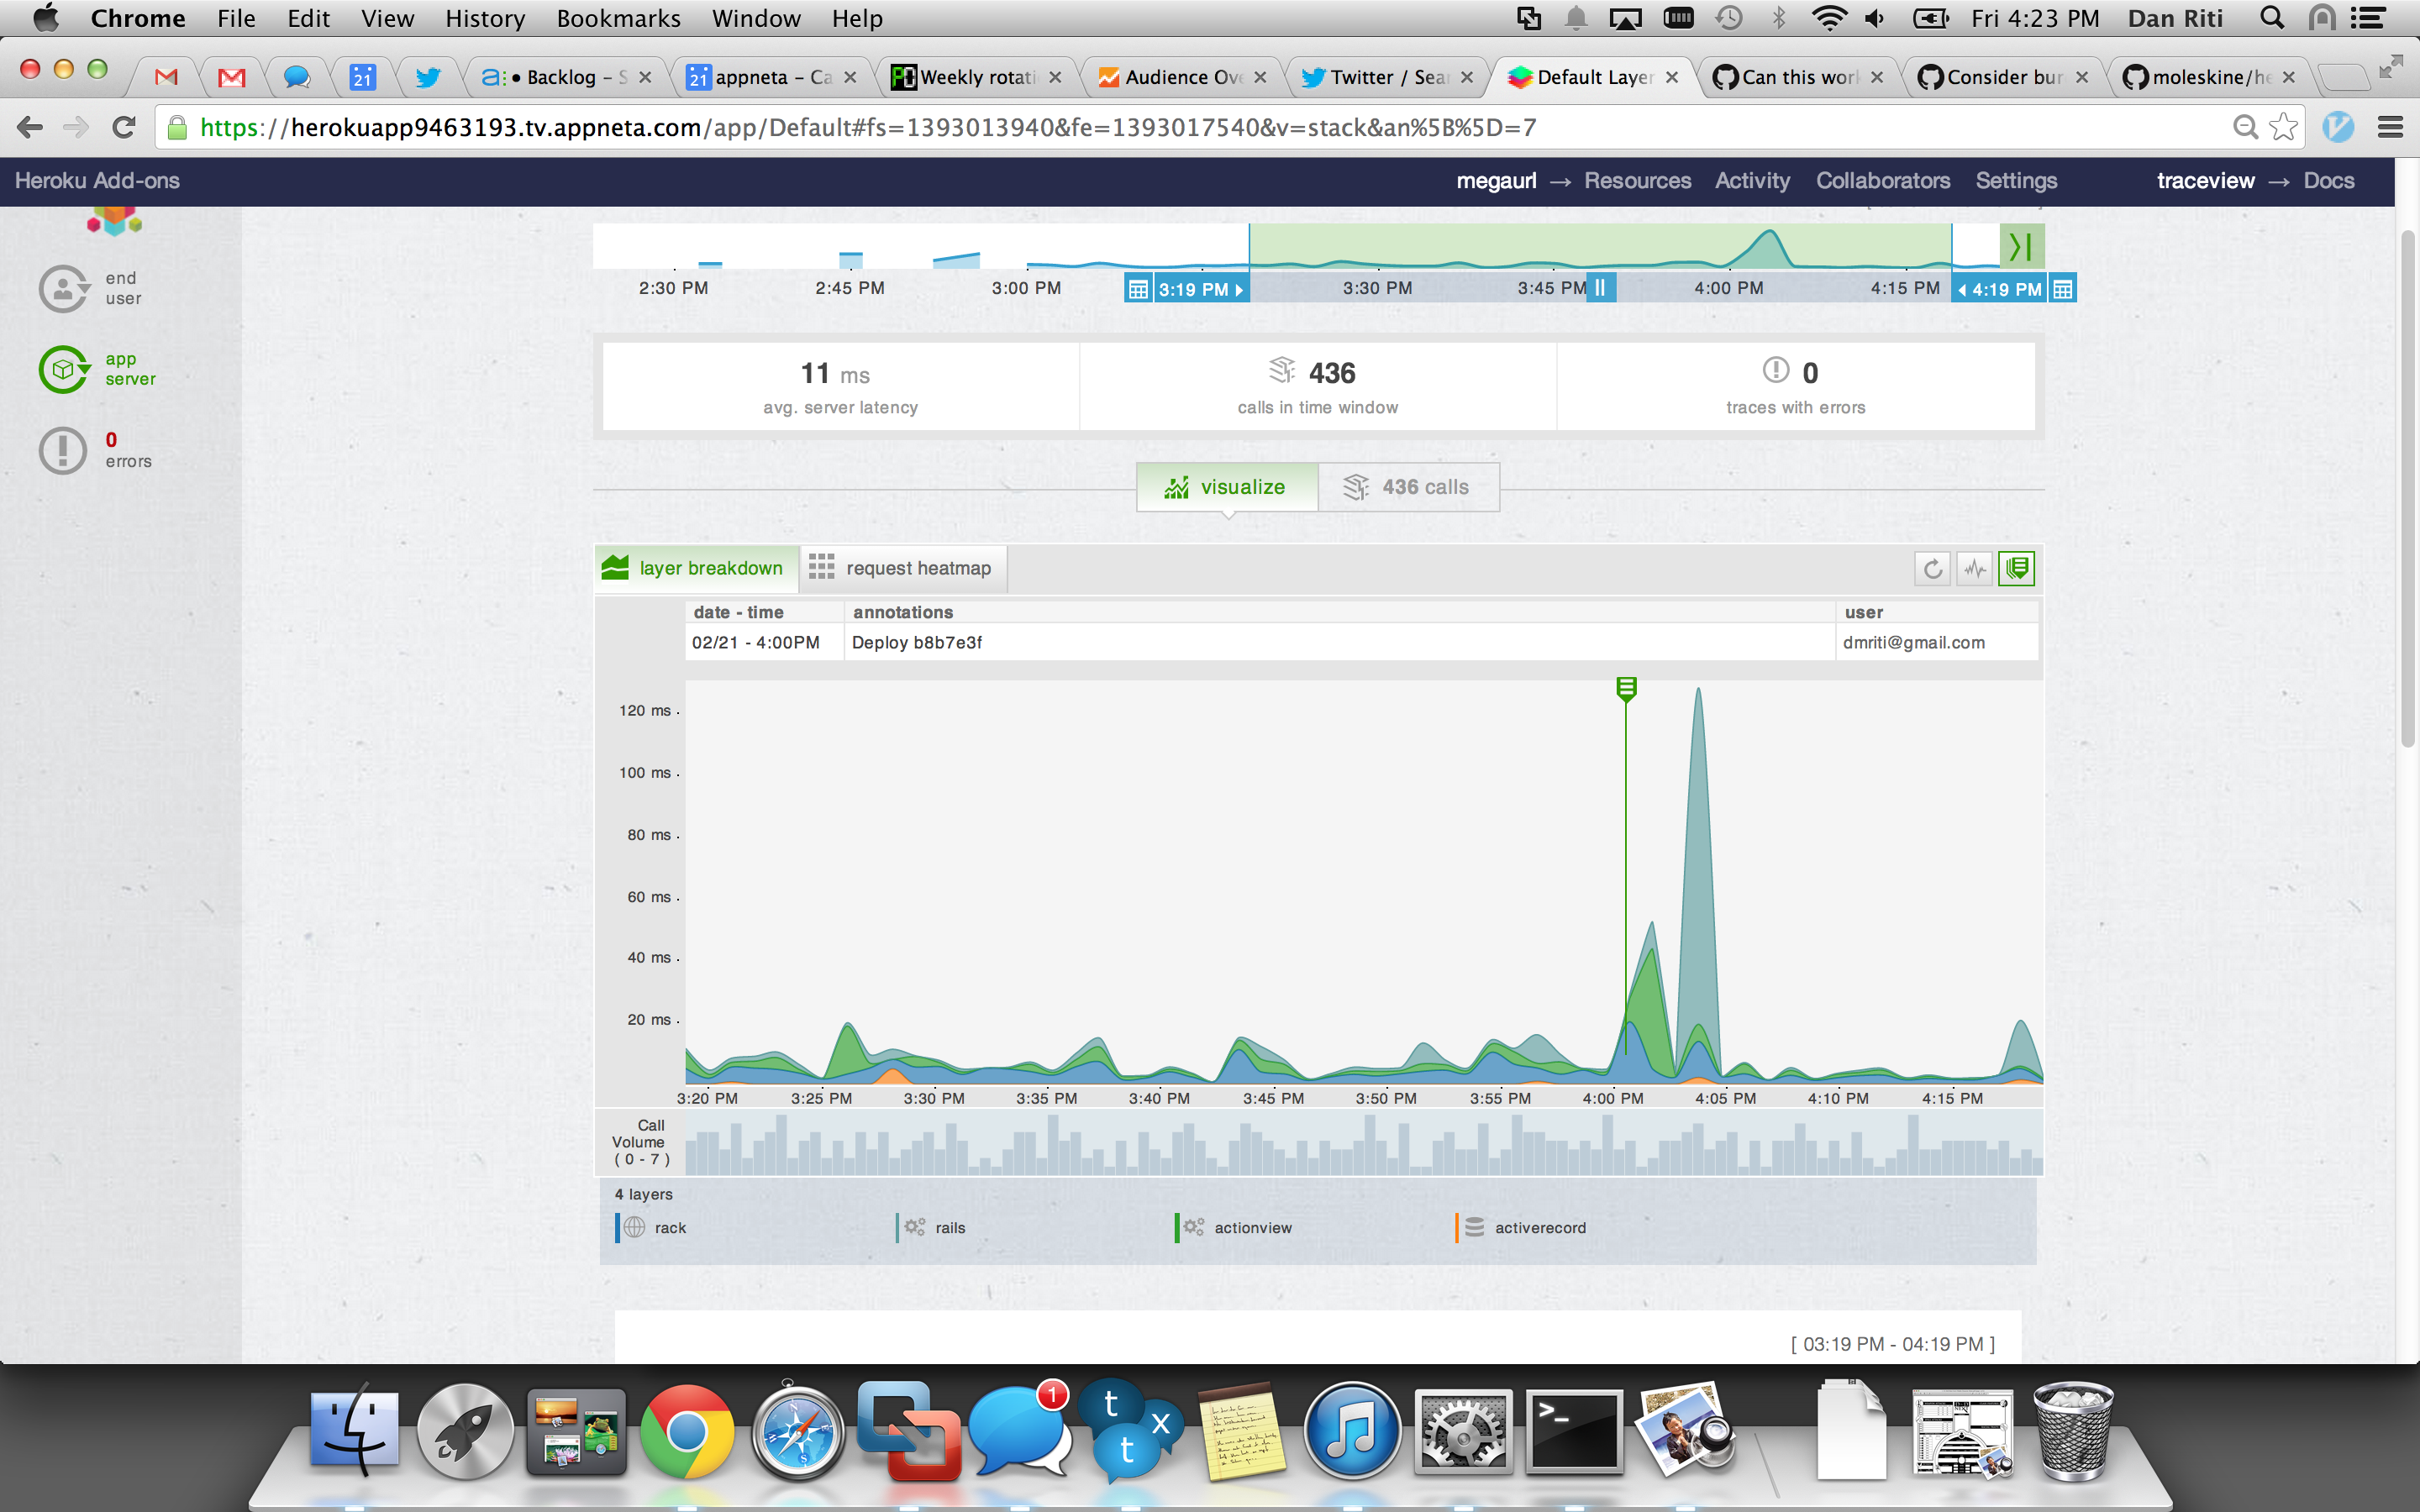 Chrome File Edit View History Bookmarks Window Help Fri 4:23 PM Dan Riti
21 a:• Backlog – S 21 appneta – Ca Weekly rotati Audience Ove Twitter / Sear Default Layer Can this wor Consider bur moleskine/he
https://herokuapp9463193.tv.appneta.com/app/Default#fs=1393013940&fe=1393017540&v=stack&an%5B%5D=7
Heroku Add-ons megaurl → Resources Activity Collaborators Settings traceview → Docs
end
user
app
server
0
errors
2:30 PM 2:45 PM 3:00 PM 3:19 PM 3:30 PM 3:45 PM 4:00 PM 4:15 PM 4:19 PM
11 ms 436 0
avg. server latency calls in time window traces with errors
visualize 436 calls
layer breakdown request heatmap
date - time annotations user
02/21 - 4:00PM Deploy b8b7e3f dmriti@gmail.com
120 ms
100 ms
80 ms
60 ms
40 ms
20 ms
3:20 PM 3:25 PM 3:30 PM 3:35 PM 3:40 PM 3:45 PM 3:50 PM 3:55 PM 4:00 PM 4:05 PM 4:10 PM 4:15 PM
Call
Volume
( 0 - 7 )
4 layers
rack rails actionview activerecord
[ 03:19 PM - 04:19 PM ]
1
t x
t
>_